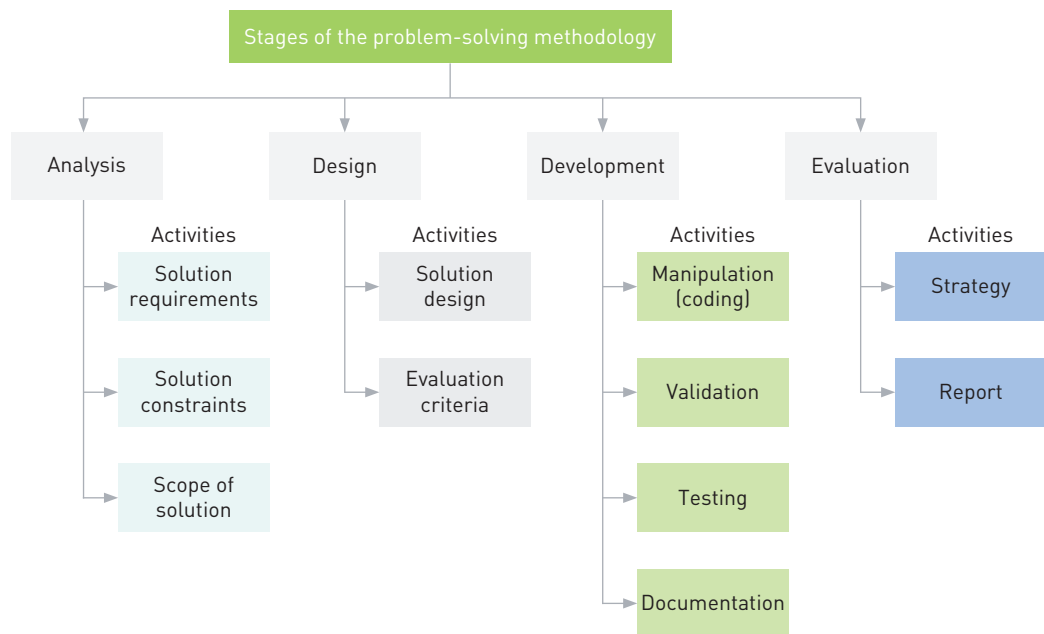 Stages of the problem-solving methodology
Analysis
Design
Development
Evaluation
Activities
Solution
requirements
Solution
constraints
Scope of
solution
Activities
Solution
design
Evaluation
criteria
Activities
Manipulation
(coding)
Validation
Testing
Documentation
Activities
Strategy
Report